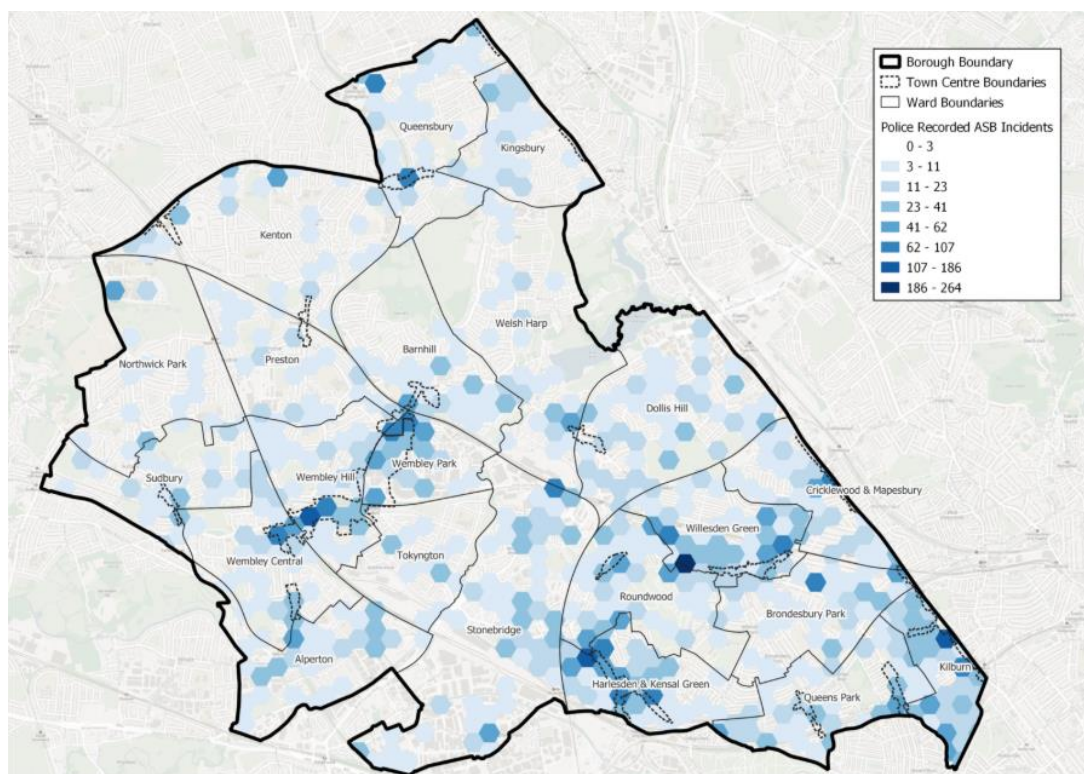 Borough Boundary
Town Centre Boundaries
Ward Boundaries
Police Recorded ASB Incidents
0 - 3
3 - 11
11 - 23
23 - 41
41 - 62
62 - 107
107 - 186
186 - 264
Queensbury
Kingsbury
Kenton
Welsh Harp
Barnhill
Northwick Park
Preston
Dollis Hill
Sudbury
Wembley Hill
Wembley Park
Cricklewood & Mapesbury
Willesden Green
Wembley Central
Tokyngton
Roundwood
Brondesbury Park
Stonebridge
Alperton
Kilburn
Harlesden & Kensal Green
Queens Park